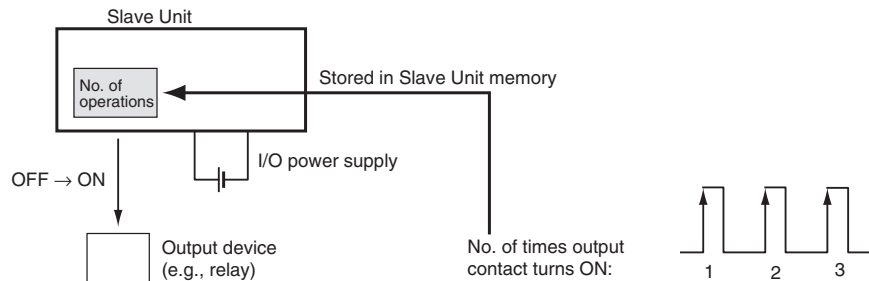 Slave Unit
No. of
operations
Stored in Slave Unit memory
I/O power supply
OFF → ON
Output device
(e.g., relay)
No. of times output
contact turns ON:
1 2 3